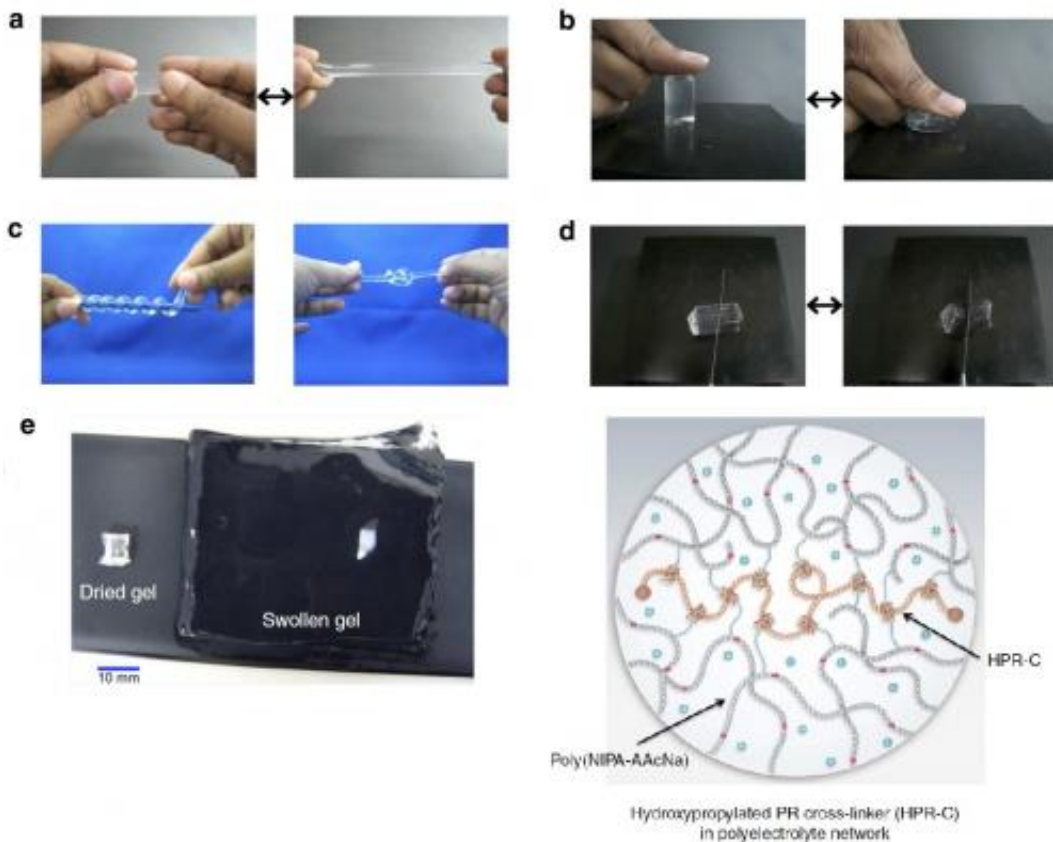 a
b
c
d
e
Dried gel
Swollen gel
10 mm
HPR-C
Poly(NIPA-AAcNa)
Hydroxypropylated PR cross-linker (HPR-C)
in polyelectrolyte network